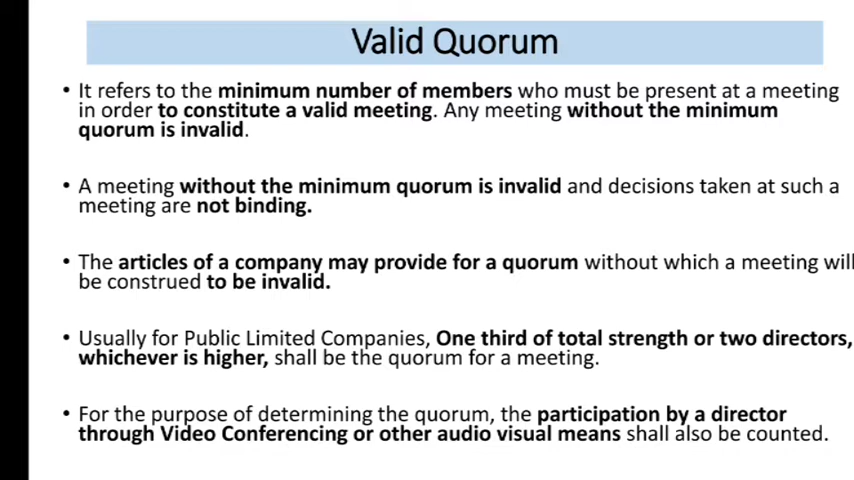 Valid Quorum
• It refers to the minimum number of members who must be present at a meeting
in order to constitute a valid meeting. Any meeting without the minimum
quorum is invalid.
• A meeting without the minimum quorum is invalid and decisions taken at such a
meeting are not binding.
• The articles of a company may provide for a quorum without which a meeting will
be construed to be invalid.
• Usually for Public Limited Companies, One third of total strength or two directors,
whichever is higher, shall be the quorum for a meeting.
• For the purpose of determining the quorum, the participation by a director
through Video Conferencing or other audio visual means shall also be counted.